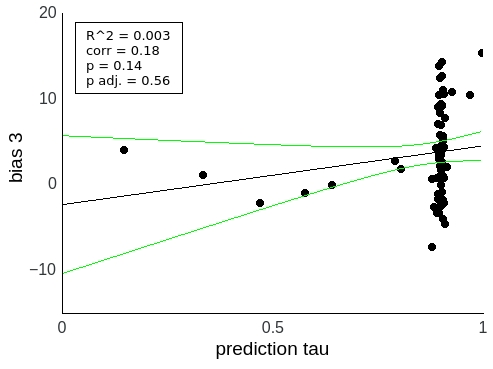 20
R^2 = 0.003
corr = 0.18
p = 0.14
p adj. = 0.56
10
bias 3
0
−10
0 0.5 1
prediction tau